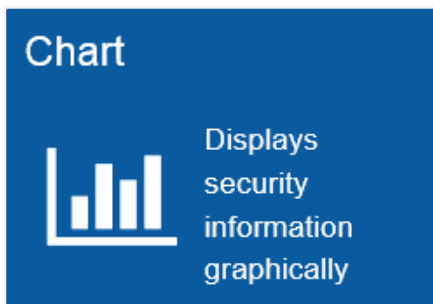 Chart
Displays
security
information
graphically